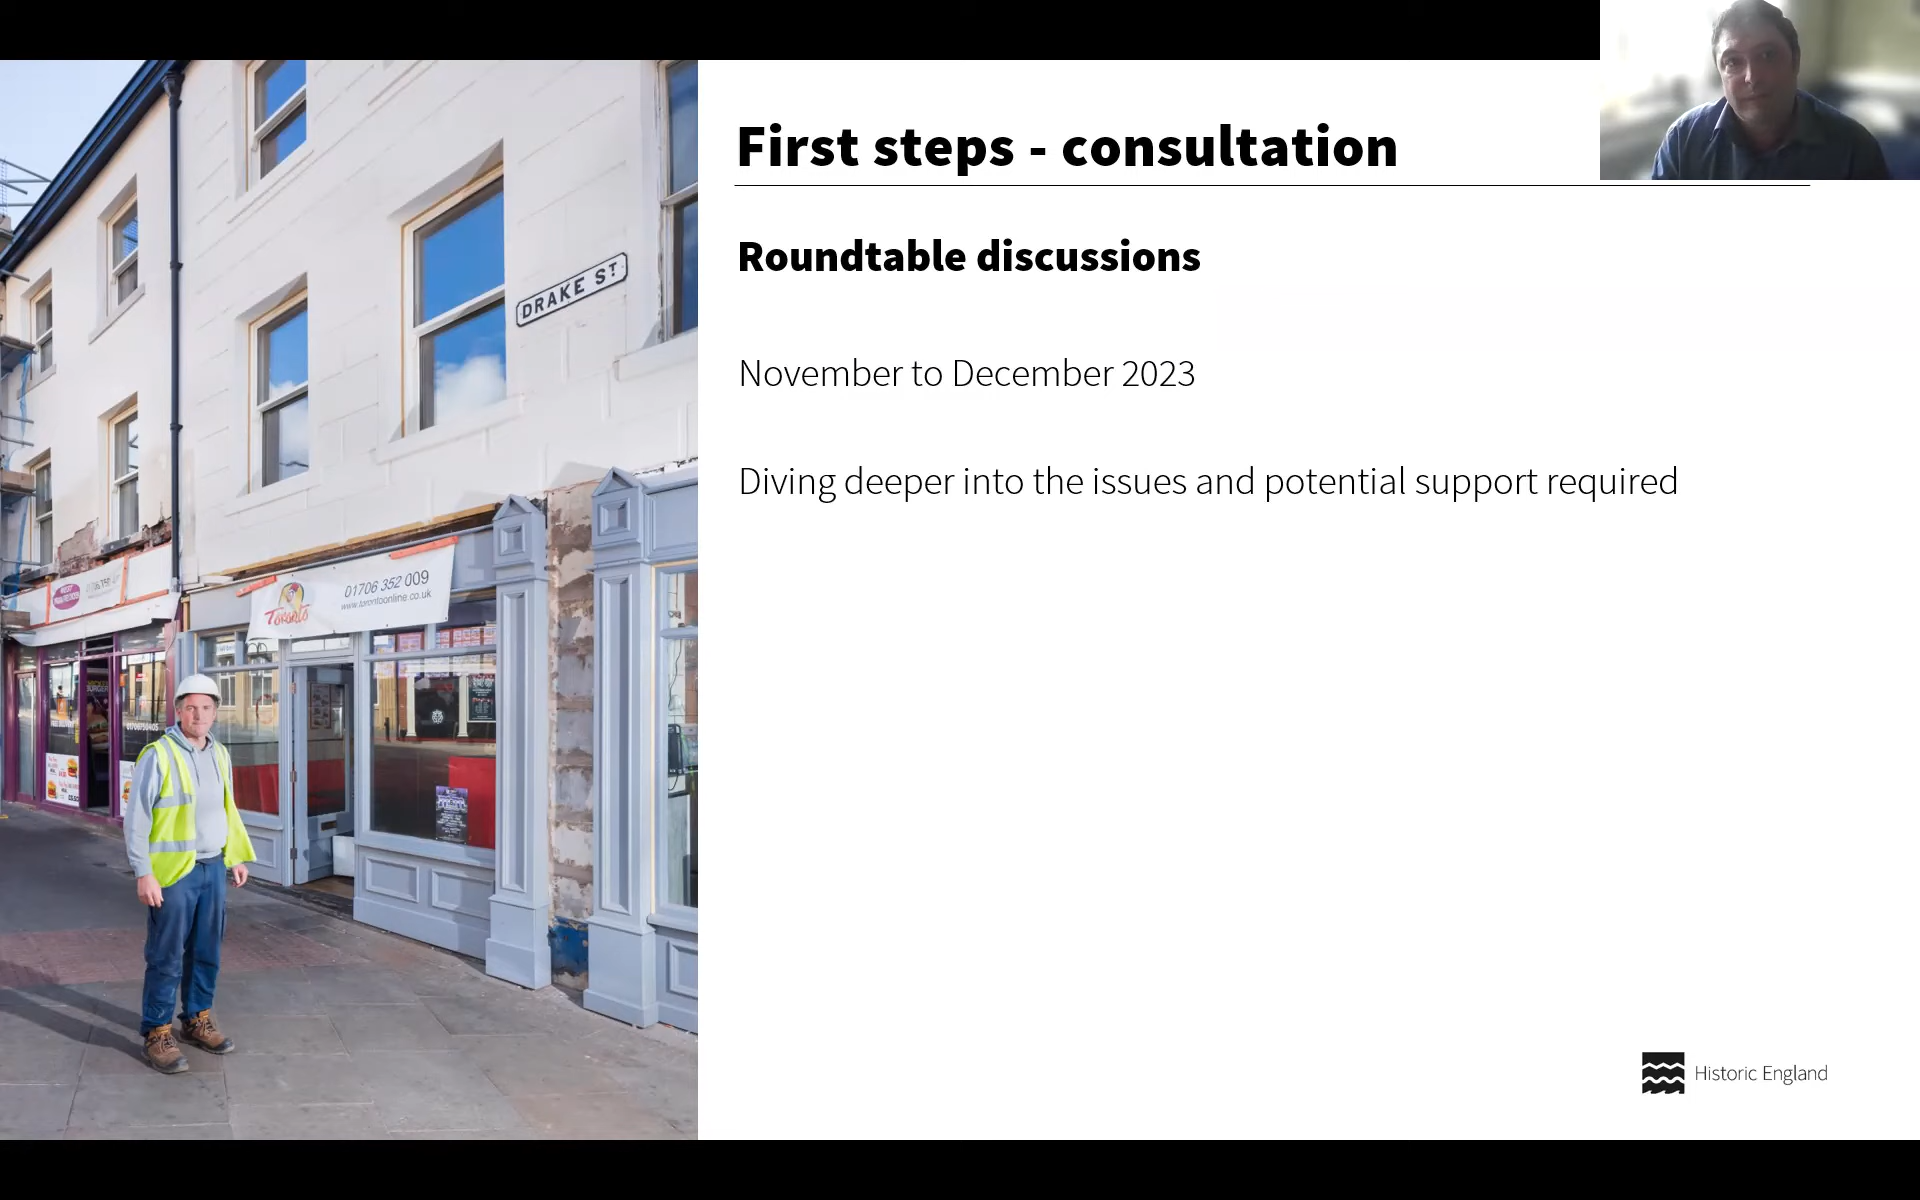 First steps - consultation
Roundtable discussions
November to December 2023
Diving deeper into the issues and potential support required
DRAKE ST
Toronto
01706 352 009
www.torontoonline.co.uk
Historic England